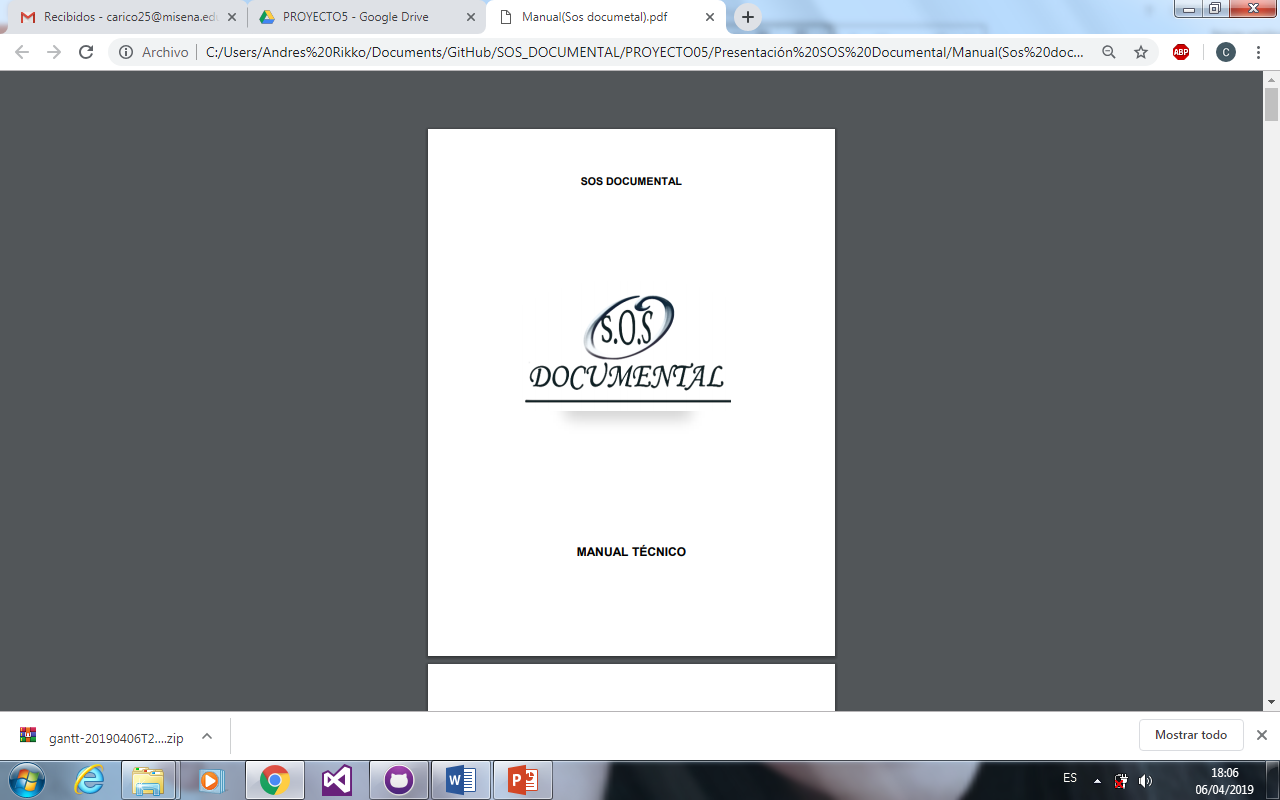 Recibidos - carico25@misena.ed
PROYECTO5 - Google Drive
Manual(Sos documetal).pdf
Archivo
C:/Users/Andres%20Rikko/Documents/GitHub/SOS_DOCUMENTAL/PROYECTO05/Presentación%20SOS%20Documental/Manual(Sos%20doc...
ABP
C
SOS DOCUMENTAL
S.O.S
DOCUMENTAL
MANUAL TÉCNICO
gantt-20190406T2....zip
Mostrar todo
ES
18:06
06/04/2019